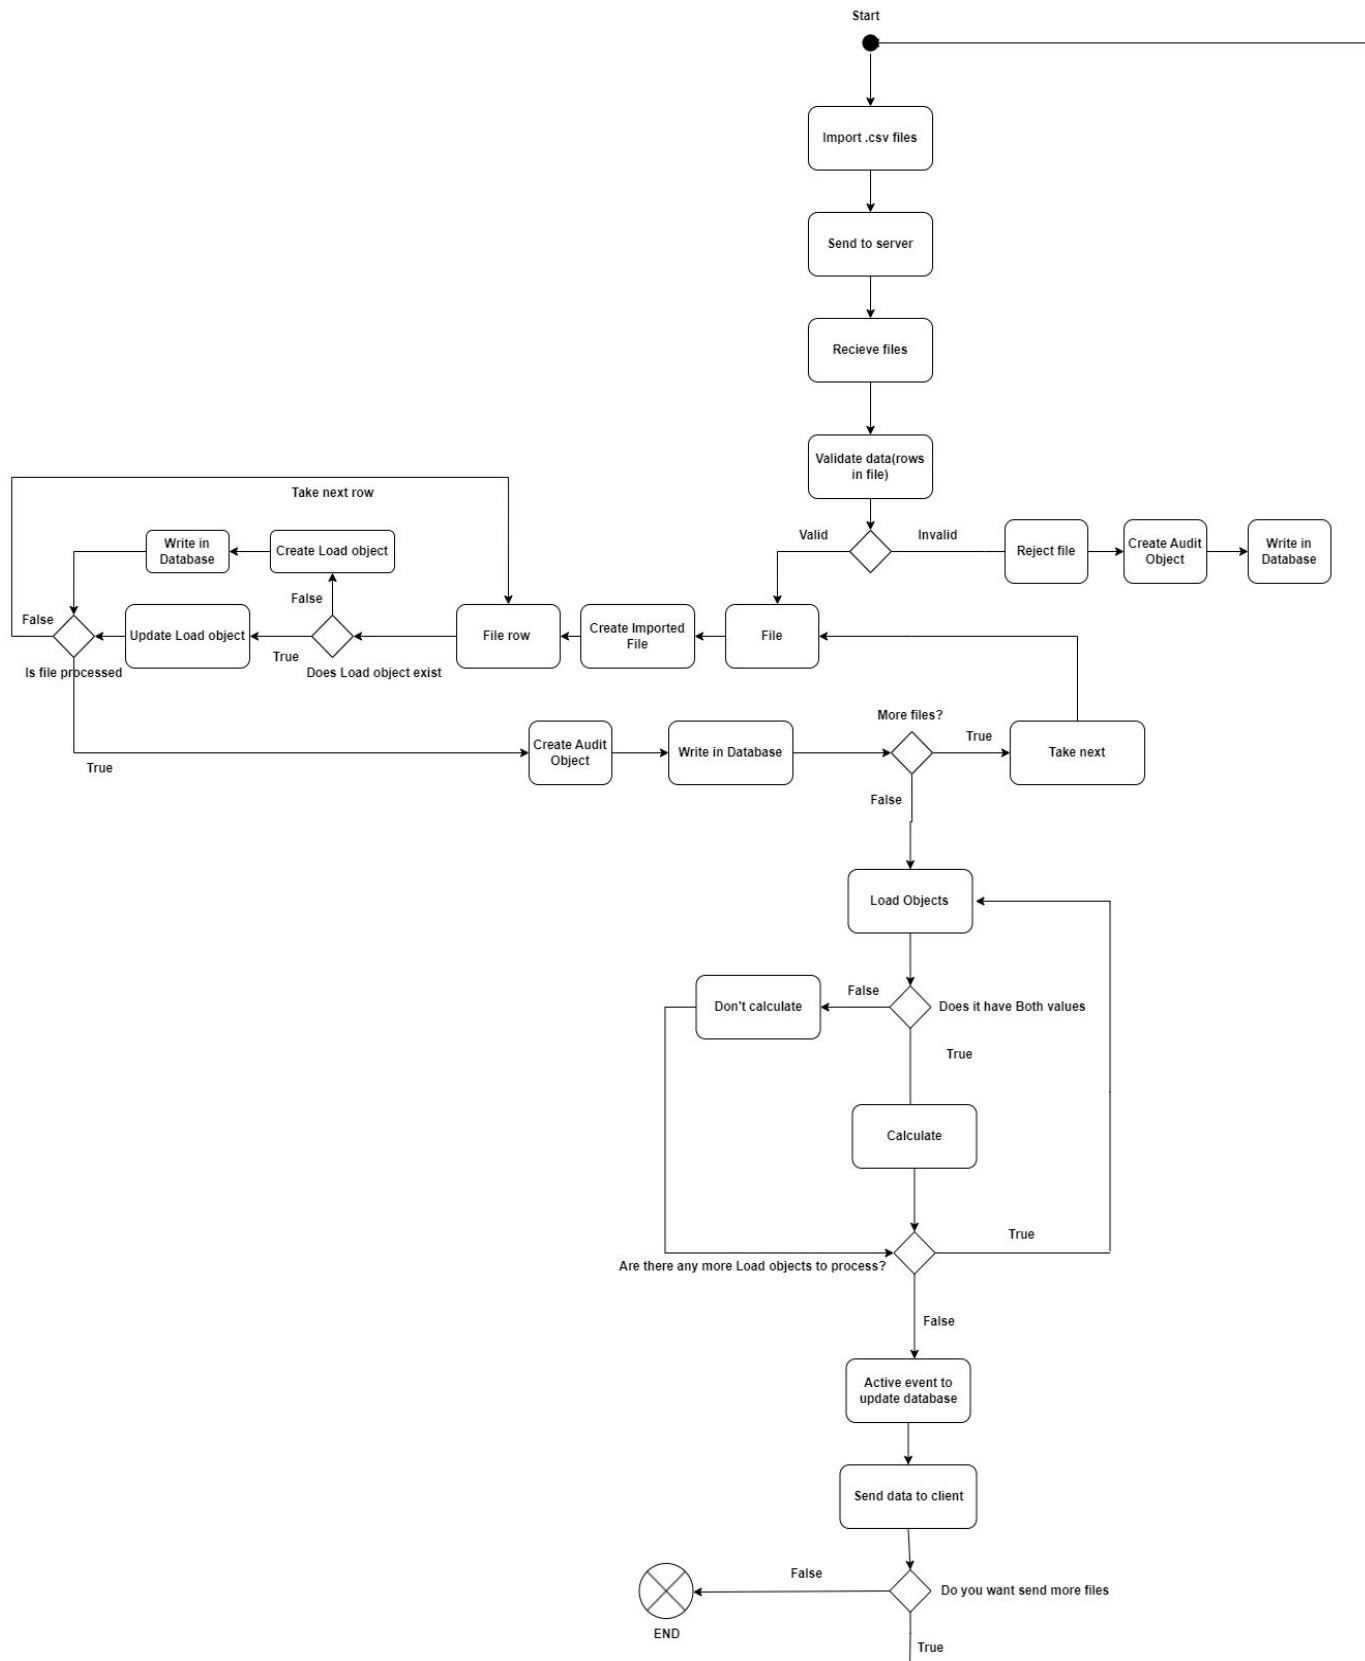 Start
Import .csv files
Send to server
Recieve files
Validate data(rows
in file)
Valid
Invalid
Reject file
Create Audit
Object
Write in
Database
Take next row
Write in
Database
Create Load object
False
False
Update Load object
True
Is file processed
Does Load object exist
File row
Create Imported
File
File
True
Create Audit
Object
Write in Database
More files?
True
Take next
False
Load Objects
Don't calculate
False
Does it have Both values
True
Calculate
True
Are there any more Load objects to process?
False
Active event to
update database
Send data to client
False
Do you want send more files
END
True